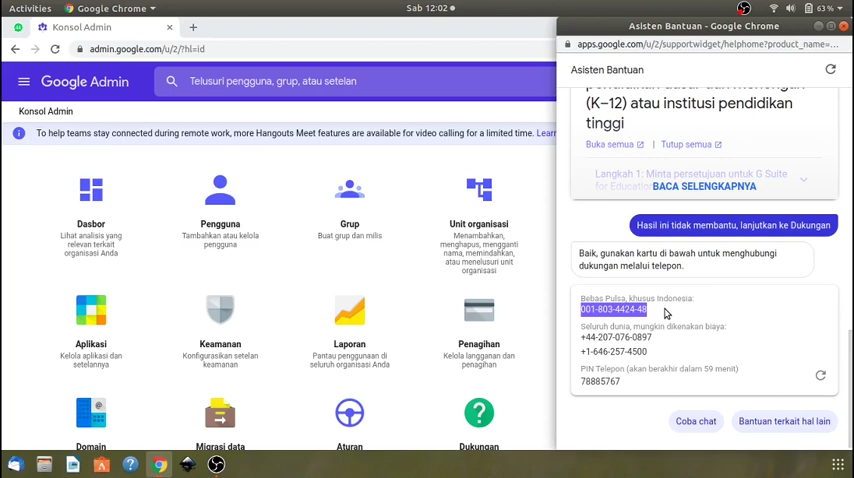 Activities
Google Chrome
Sab 12:02
63 %
Konsol Admin
admin.google.com/u/2/?hl=id
Google Admin
Telusuri pengguna, grup, atau setelan
Konsol Admin
To help teams stay connected during remote work, more Hangouts Meet features are available for video calling for a limited time. Learn
Dasbor
Lihat analisis yang
relevan terkait
organisasi Anda
Pengguna
Tambahkan atau kelola
pengguna
Grup
Buat grup dan milis
Unit organisasi
Menambahkan,
menghapus, mengganti
nama, memindahkan,
atau menelusuri unit
organisasi
Aplikasi
Kelola aplikasi dan
setelannya
Keamanan
Konfigurasikan setelan
keamanan
Laporan
Pantau penggunaan di
seluruh organisasi Anda
Penagihan
Kelola langganan dan
penagihan
Domain
Migrasi data
Aturan
Dukungan
Asisten Bantuan - Google Chrome
apps.google.com/u/2/supportwidget/helphome?product_name=...
Asisten Bantuan
pendidikan dasar dan menengah
(K–12) atau institusi pendidikan
tinggi
Buka semua | Tutup semua
Langkah 1: Minta persetujuan untuk G Suite
for Education
BACA SELENGKAPNYA
Hasil ini tidak membantu, lanjutkan ke Dukungan
Baik, gunakan kartu di bawah untuk menghubungi
dukungan melalui telepon.
Bebas Pulsa, khusus Indonesia:
001-803-4424-48
Seluruh dunia, mungkin dikenakan biaya:
+44-207-076-0897
+1-646-257-4500
PIN Telepon (akan berakhir dalam 59 menit)
78885767
Coba chat
Bantuan terkait hal lain